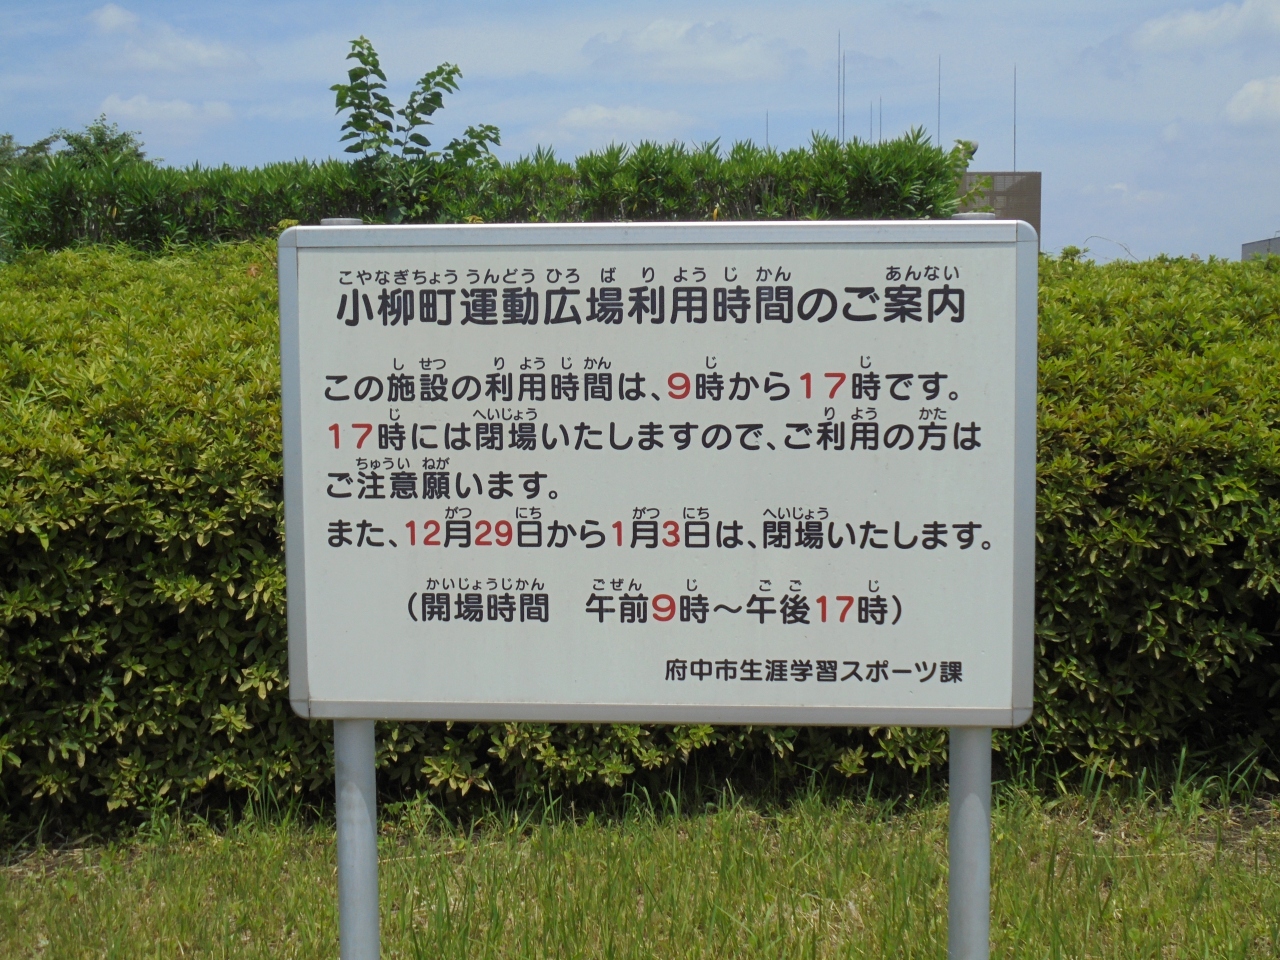 こやなぎちょううんどうひろばりようじかん あんない
小柳町運動広場利用時間のご案内
しせつ りようじかん じ じ
この施設の利用時間は、9時から17時です。
じ へいじょう りよう かた
17時には閉場いたしますので、ご利用の方は
ちゅうい ねが
ご注意願います。
がつ にち がつ にち へいじょう
また、12月29日から1月3日は、閉場いたします。
かいじょうじかん ごぜん じ ごご じ
（開場時間 午前9時～午後17時）
府中市生涯学習スポーツ課